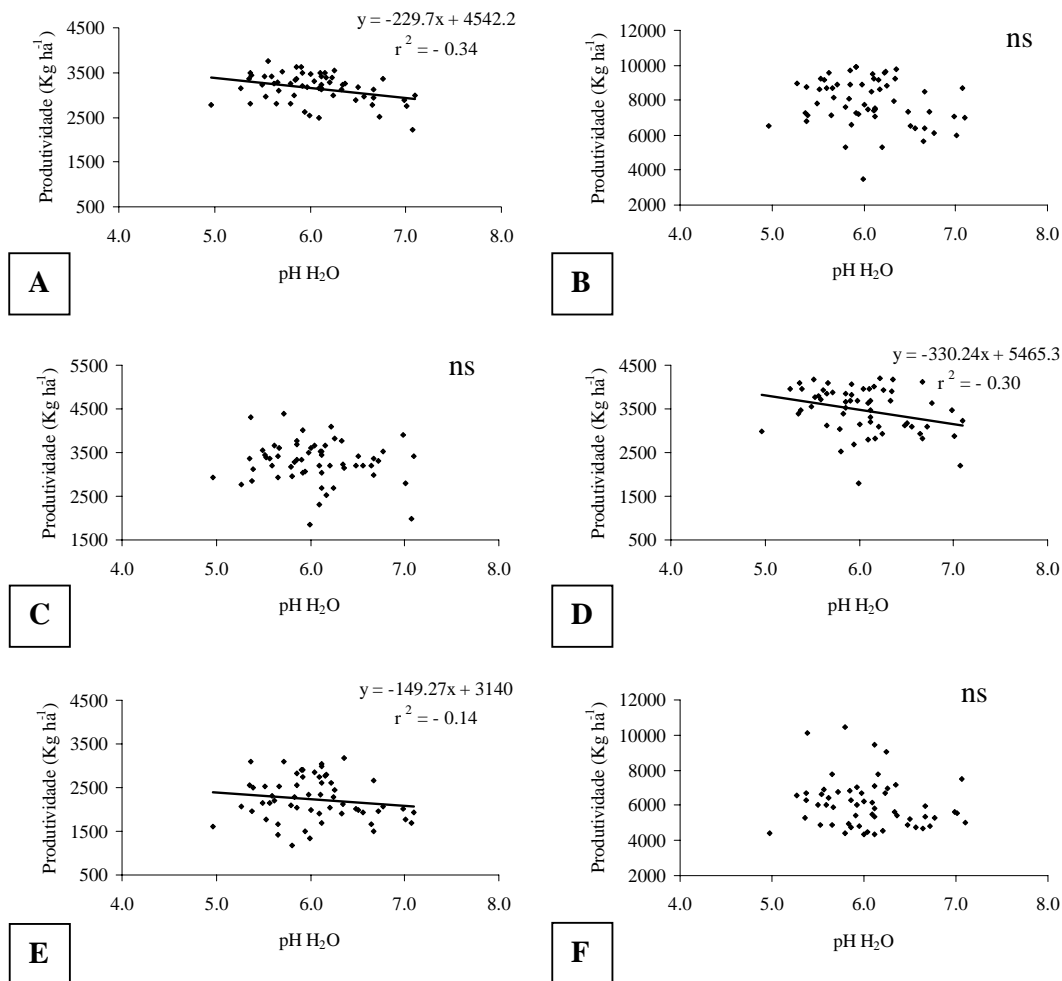 y = -229.7x + 4542.2
r² = - 0.34
Produtividade (Kg ha⁻¹)
4500
3500
2500
1500
500
4.0 5.0 6.0 7.0 8.0
pH H₂O
A
ns
Produtividade (Kg ha⁻¹)
12000
10000
8000
6000
4000
2000
4.0 5.0 6.0 7.0 8.0
pH H₂O
B
ns
Produtividade (Kg ha⁻¹)
5500
4500
3500
2500
1500
4.0 5.0 6.0 7.0 8.0
pH H₂O
C
y = -330.24x + 5465.3
r² = - 0.30
Produtividade (Kg ha⁻¹)
4500
3500
2500
1500
500
4.0 5.0 6.0 7.0 8.0
pH H₂O
D
y = -149.27x + 3140
r² = - 0.14
Produtividade (Kg ha⁻¹)
4500
3500
2500
1500
500
4.0 5.0 6.0 7.0 8.0
pH H₂O
E
ns
Produtividade (Kg ha⁻¹)
12000
10000
8000
6000
4000
2000
4.0 5.0 6.0 7.0 8.0
pH H₂O
F